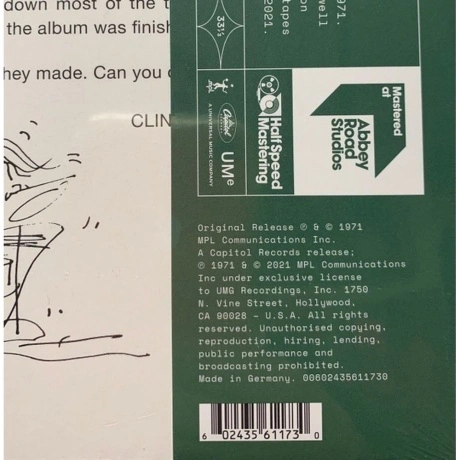 down most of the t
the album was finish
hey made. Can you
CLIN
1971.
well
on
tapes
2021.
33⅓
mpl
Capitol
A UNIVERSAL MUSIC COMPANY
UMe
Half Speed
Mastering
Mastered
at
Abbey
Road
Studios
Original Release ℗ & © 1971
MPL Communications Inc.
A Capitol Records release;
℗ 1971 & © 2021 MPL Communications
Inc under exclusive license
to UMG Recordings, Inc. 1750
N. Vine Street, Hollywood,
CA 90028 – U.S.A. All rights
reserved. Unauthorised copying,
reproduction, hiring, lending,
public performance and
broadcasting prohibited.
Made in Germany. 00602435611730
6 02435 61173 0